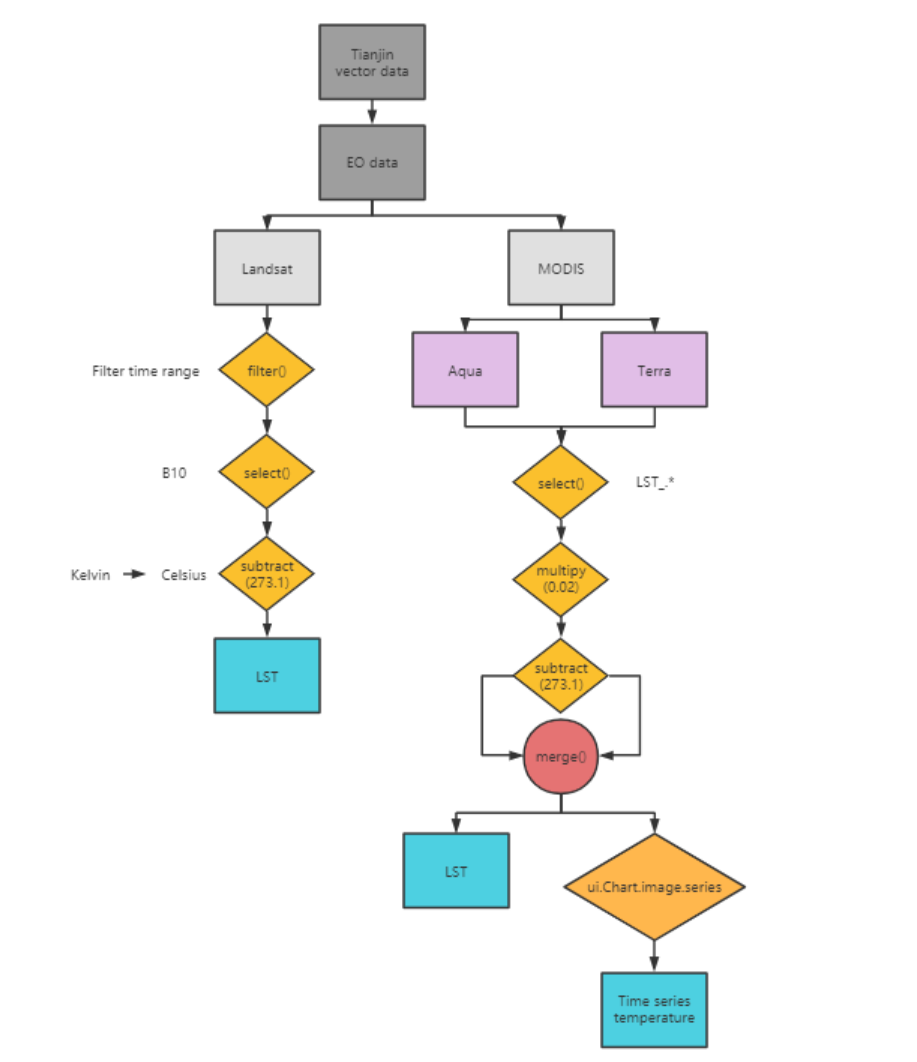 Tianjin
vector data
EO data
Landsat
MODIS
Filter time range
filter()
Aqua
Terra
B10
select()
select()
LST_.*
Kelvin
Celsius
subtract
(273.1)
multipy
(0.02)
LST
subtract
(273.1)
merge()
LST
ui.Chart.image.series
Time series
temperature